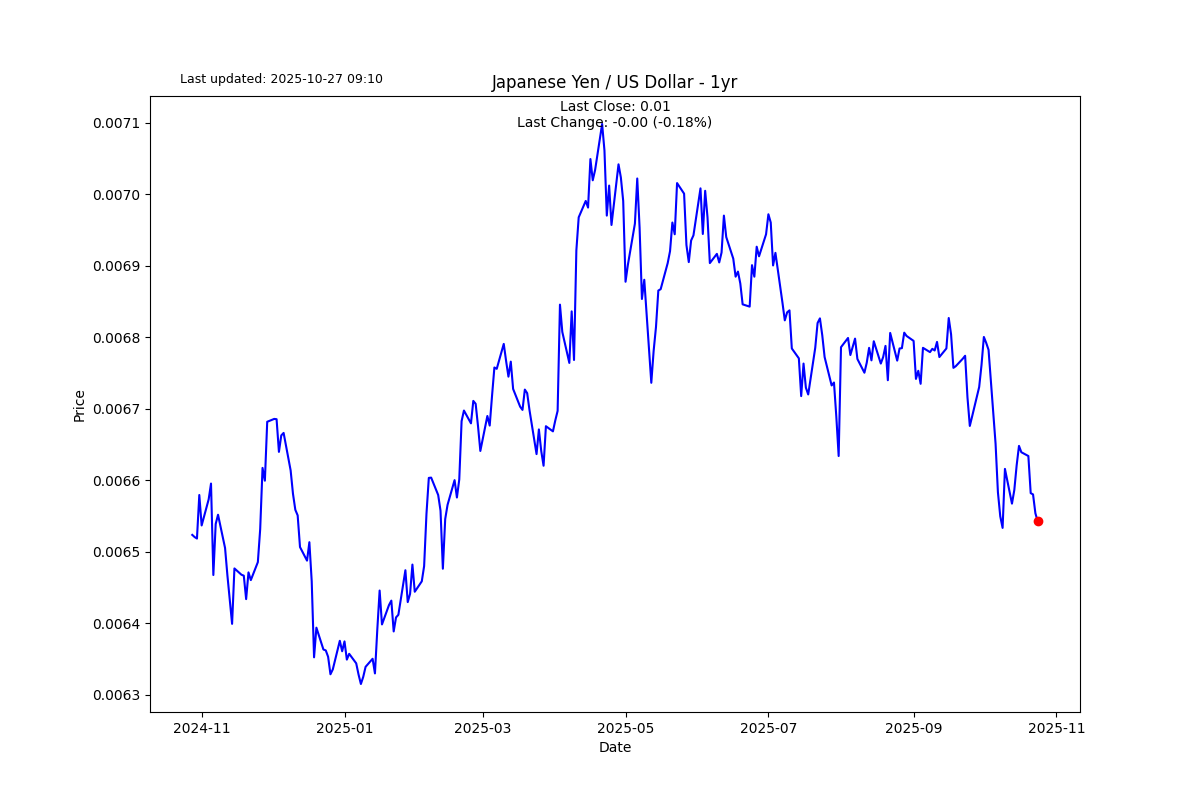 Last updated: 2025-10-27 09:10
Japanese Yen / US Dollar - 1yr
Last Close: 0.01
Last Change: -0.00 (-0.18%)
0.0071
0.0070
0.0069
0.0068
0.0067
0.0066
0.0065
0.0064
0.0063
Price
2024-11
2025-01
2025-03
2025-05
2025-07
2025-09
2025-11
Date